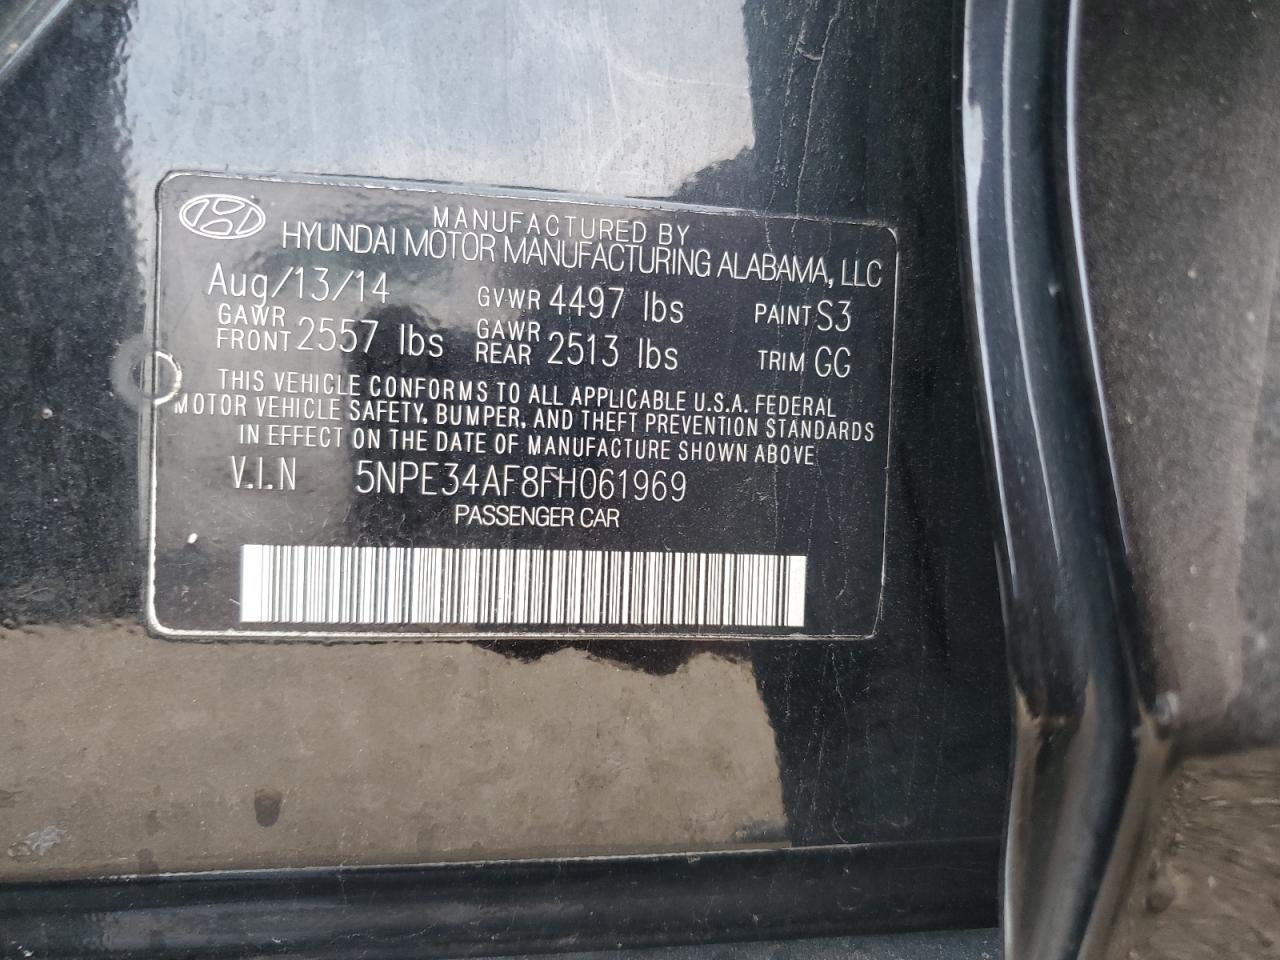 MANUFACTURED BY
HYUNDAI MOTOR MANUFACTURING ALABAMA, LLC
Aug/13/14 GVWR 4497 lbs PAINT S3
GAWR FRONT 2557 lbs GAWR REAR 2513 lbs TRIM GG
THIS VEHICLE CONFORMS TO ALL APPLICABLE U.S.A. FEDERAL
MOTOR VEHICLE SAFETY, BUMPER, AND THEFT PREVENTION STANDARDS
IN EFFECT ON THE DATE OF MANUFACTURE SHOWN ABOVE
V.I.N 5NPE34AF8FH061969
PASSENGER CAR